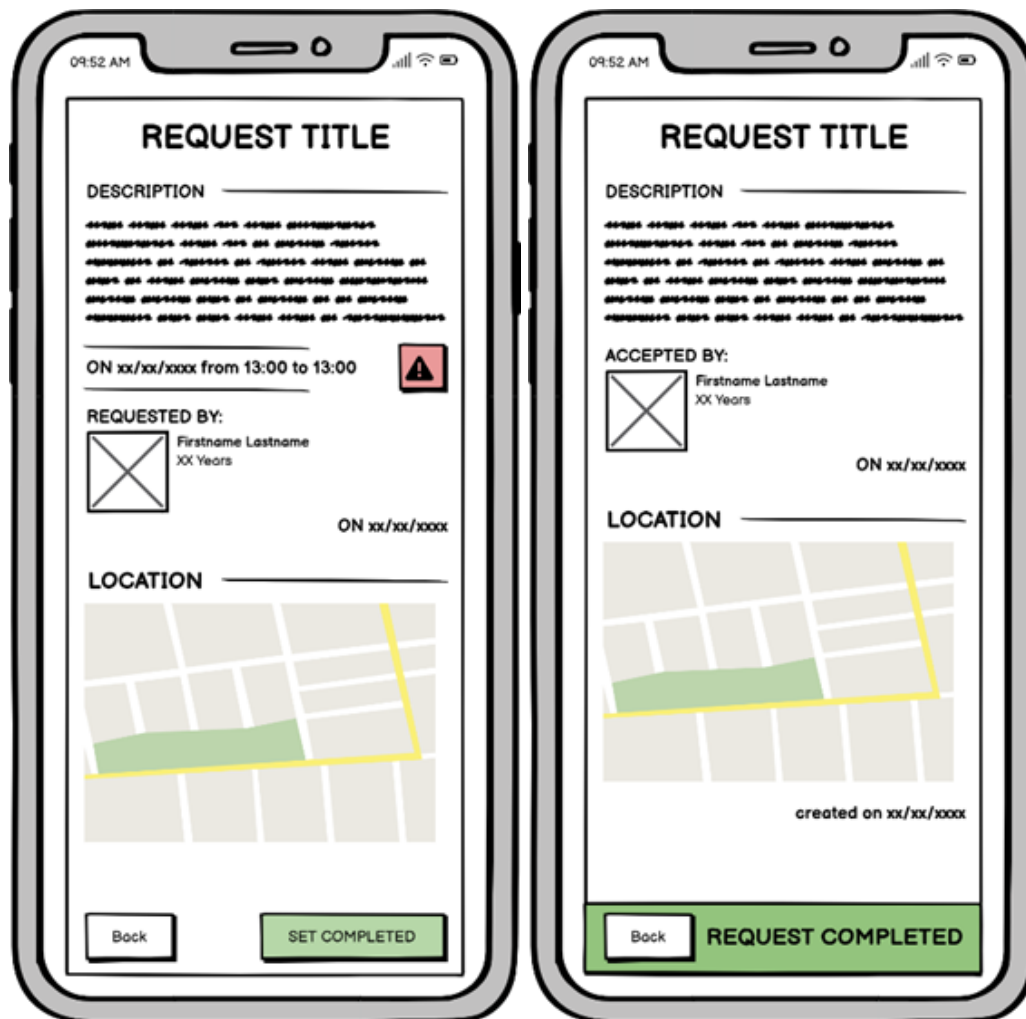 09:52 AM
REQUEST TITLE
DESCRIPTION
ON xx/xx/xxxx from 13:00 to 13:00
REQUESTED BY:
Firstname Lastname
XX Years
ON xx/xx/xxxx
LOCATION
Back
SET COMPLETED
09:52 AM
REQUEST TITLE
DESCRIPTION
ACCEPTED BY:
Firstname Lastname
XX Years
ON xx/xx/xxxx
LOCATION
created on xx/xx/xxxx
Back
REQUEST COMPLETED